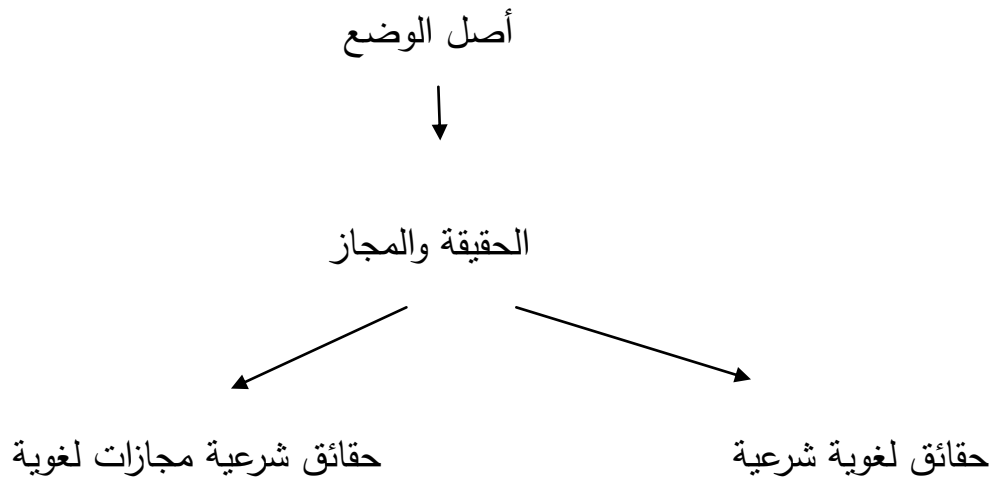 أصل الوضع
الحقيقة والمجاز
حقائق لغوية شرعية
حقائق شرعية مجازات لغوية